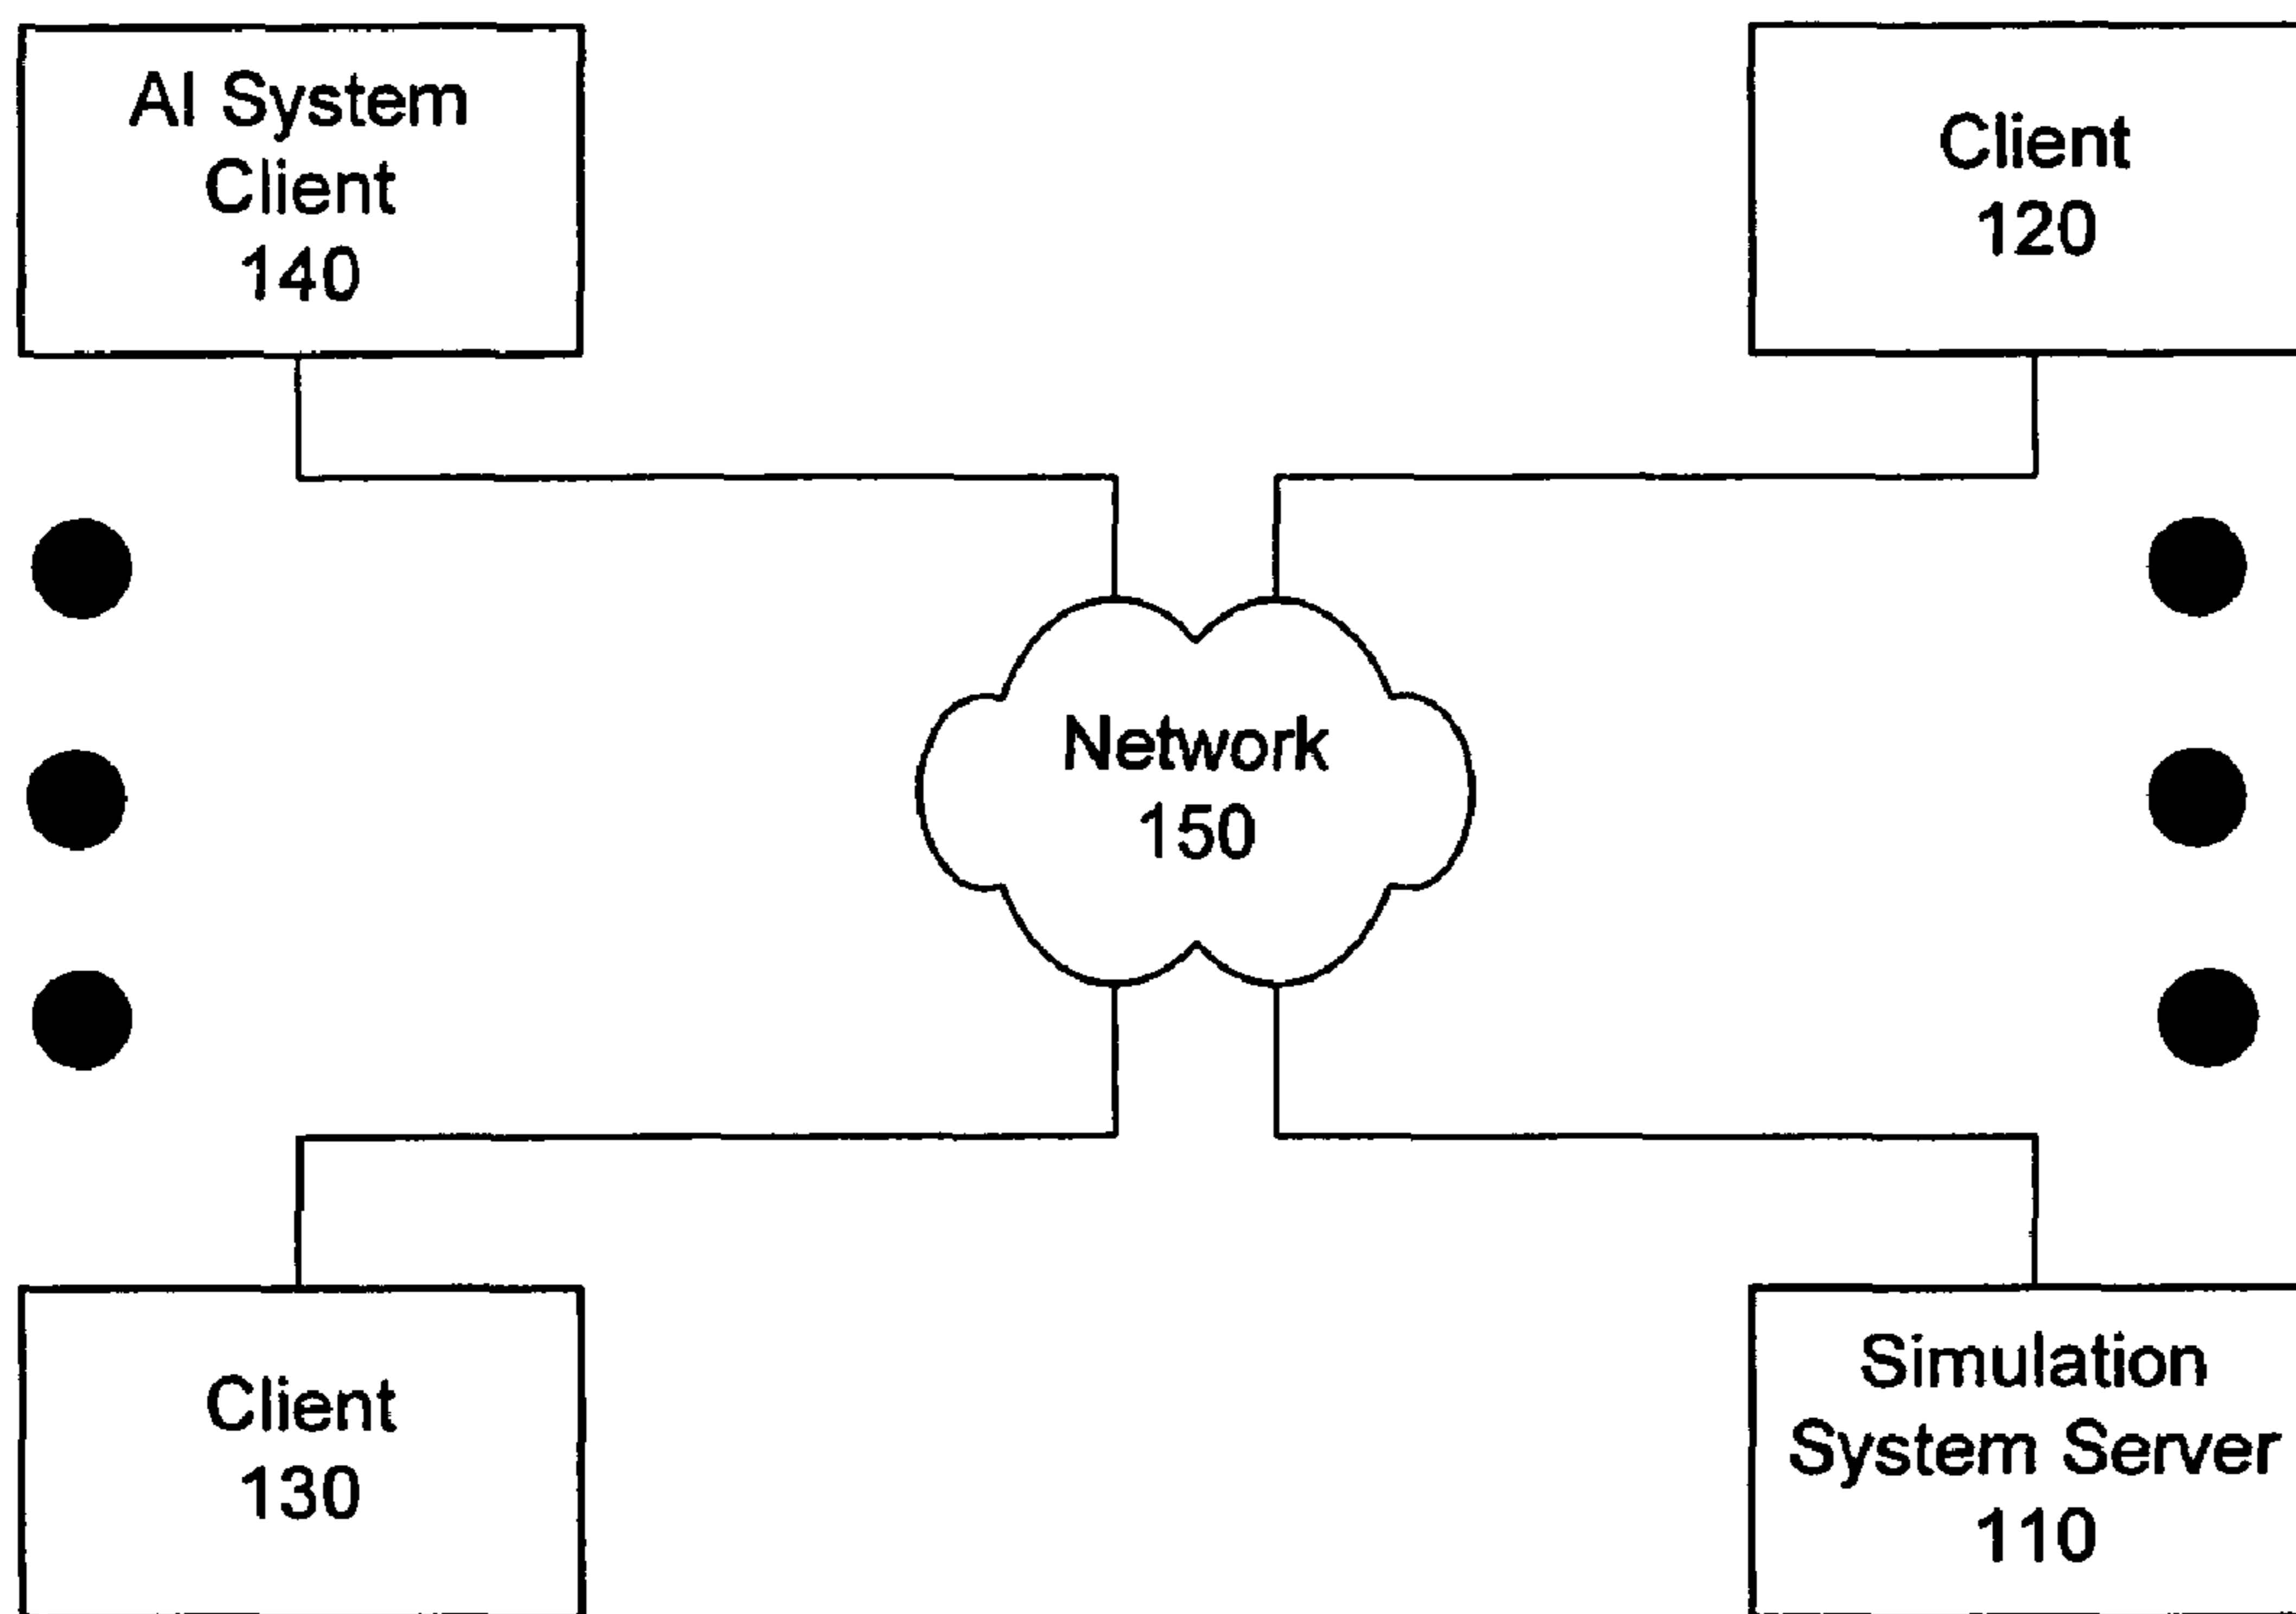 AI System
Client
140
Client
120
Network
150
Client
130
Simulation
System Server
110